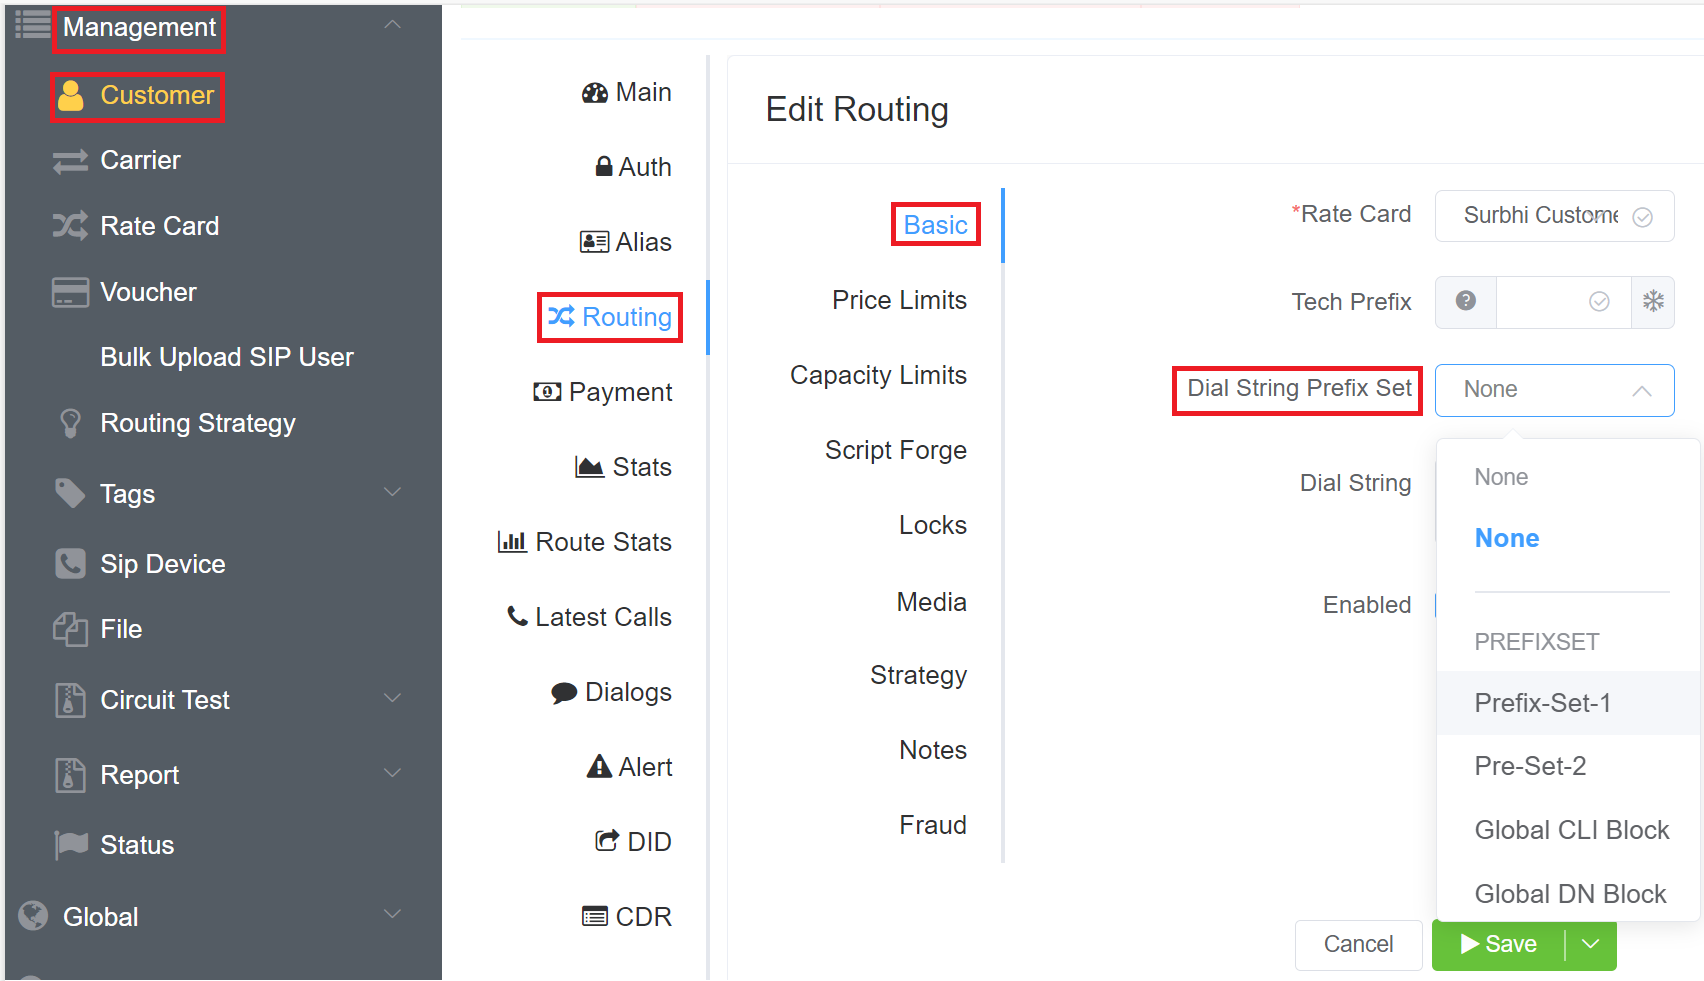 Management
Customer
Carrier
Rate Card
Voucher
Bulk Upload SIP User
Routing Strategy
Tags
Sip Device
File
Circuit Test
Report
Status
Global
Main
Auth
Alias
Routing
Payment
Stats
Route Stats
Latest Calls
Dialogs
Alert
DID
CDR
Edit Routing
Basic
Price Limits
Capacity Limits
Script Forge
Locks
Media
Strategy
Notes
Fraud
*Rate Card
Surbhi Custome
Tech Prefix
Dial String Prefix Set
None
Dial String
Enabled
None
None
PREFIXSET
Prefix-Set-1
Pre-Set-2
Global CLI Block
Global DN Block
Cancel
Save